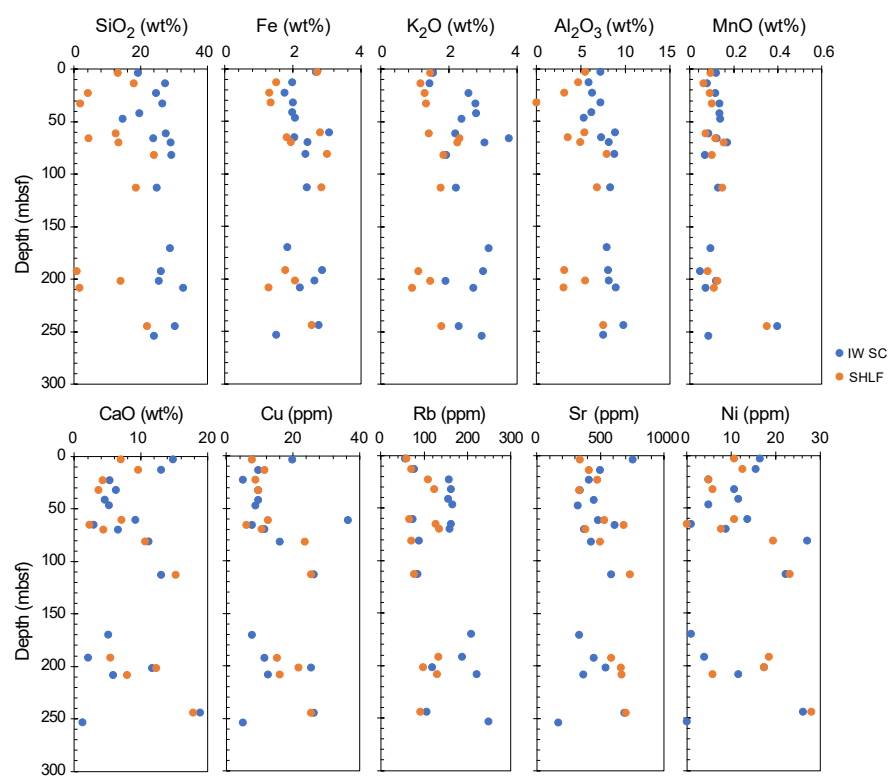 SiO2 (wt%) Fe (wt%) K2O (wt%) Al2O3 (wt%) MnO (wt%)
0 20 40 0 2 4 0 2 4 0 5 10 15 0 0.2 0.4 0.6
0
50
100
150
200
250
300
Depth (mbsf)
IW SC
SHLF
CaO (wt%) Cu (ppm) Rb (ppm) Sr (ppm) Ni (ppm)
0 10 20 0 20 40 0 100 200 300 0 500 1000 0 10 20 30
0
50
100
150
200
250
300
Depth (mbsf)